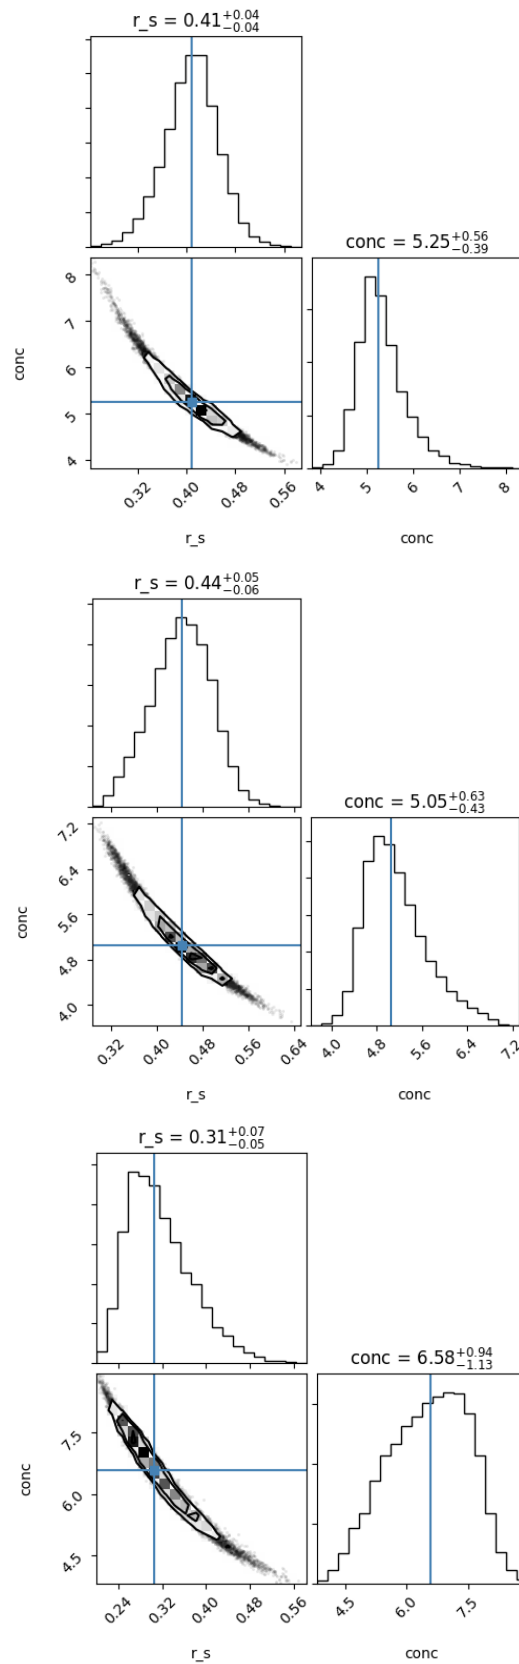 r_s = 0.41+0.04
−0.04
conc = 5.25+0.56
−0.39
8
7
6
5
4
conc
0.32 0.40 0.48 0.56
r_s
4 5 6 7 8
conc
r_s = 0.44+0.05
−0.06
conc = 5.05+0.63
−0.43
7.2
6.4
5.6
4.8
4.0
conc
0.32 0.40 0.48 0.56 0.64
r_s
4.0 4.8 5.6 6.4 7.2
conc
r_s = 0.31+0.07
−0.05
conc = 6.58+0.94
−1.13
7.5
6.0
4.5
conc
0.24 0.32 0.40 0.48 0.56
r_s
4.5 6.0 7.5
conc